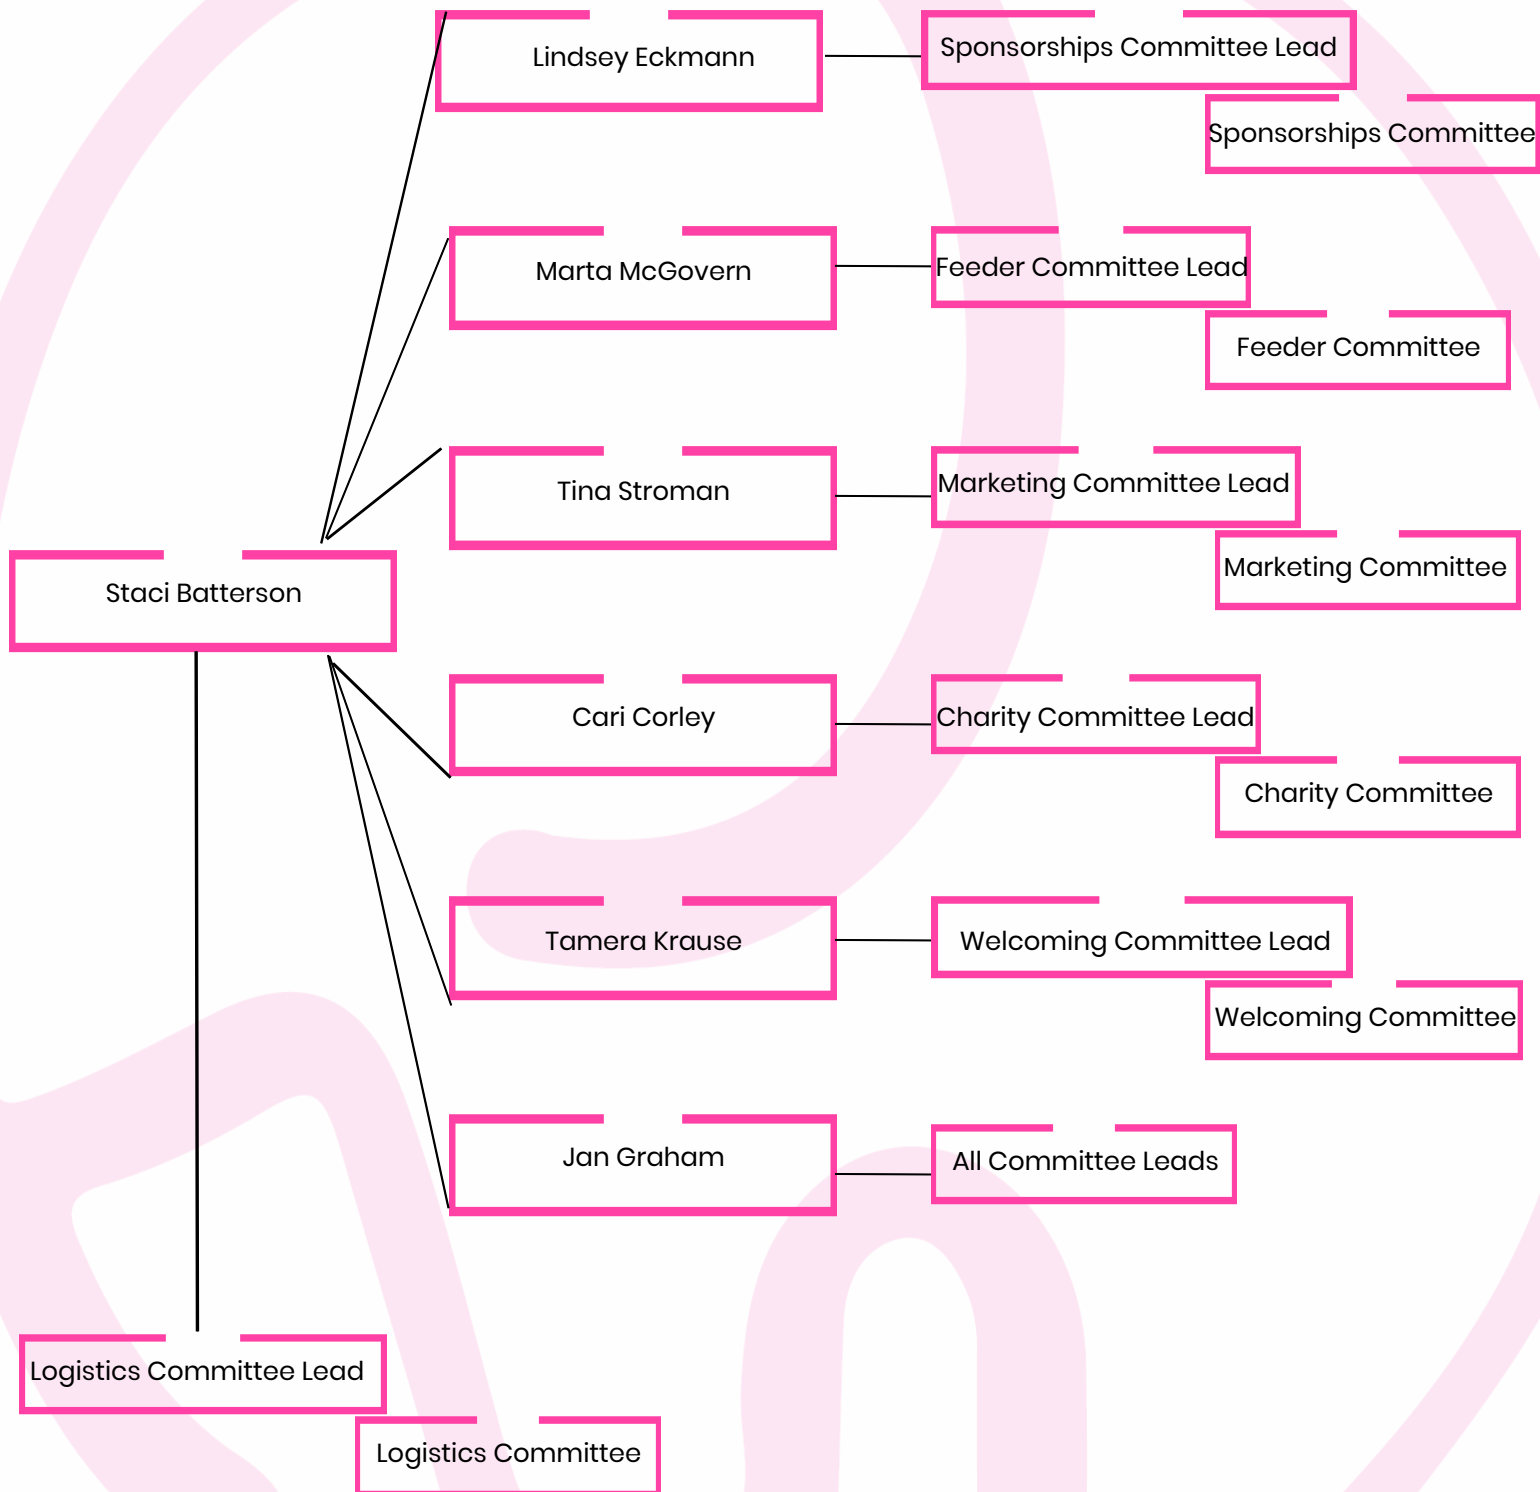 Lindsey Eckmann
Sponsorships Committee Lead
Sponsorships Committee
Marta McGovern
Feeder Committee Lead
Feeder Committee
Tina Stroman
Marketing Committee Lead
Marketing Committee
Staci Batterson
Cari Corley
Charity Committee Lead
Charity Committee
Tamera Krause
Welcoming Committee Lead
Welcoming Committee
Jan Graham
All Committee Leads
Logistics Committee Lead
Logistics Committee